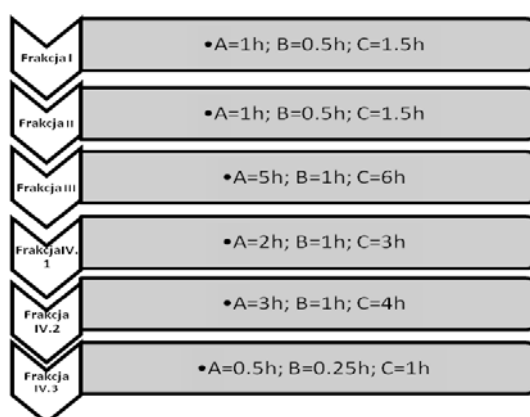 Frakcja I
•A=1h; B=0.5h; C=1.5h
Frakcja II
•A=1h; B=0.5h; C=1.5h
Frakcja III
•A=5h; B=1h; C=6h
FrakcjaIV.
1
•A=2h; B=1h; C=3h
Frakcja
IV.2
•A=3h; B=1h; C=4h
Frakcja
IV.3
•A=0.5h; B=0.25h; C=1h